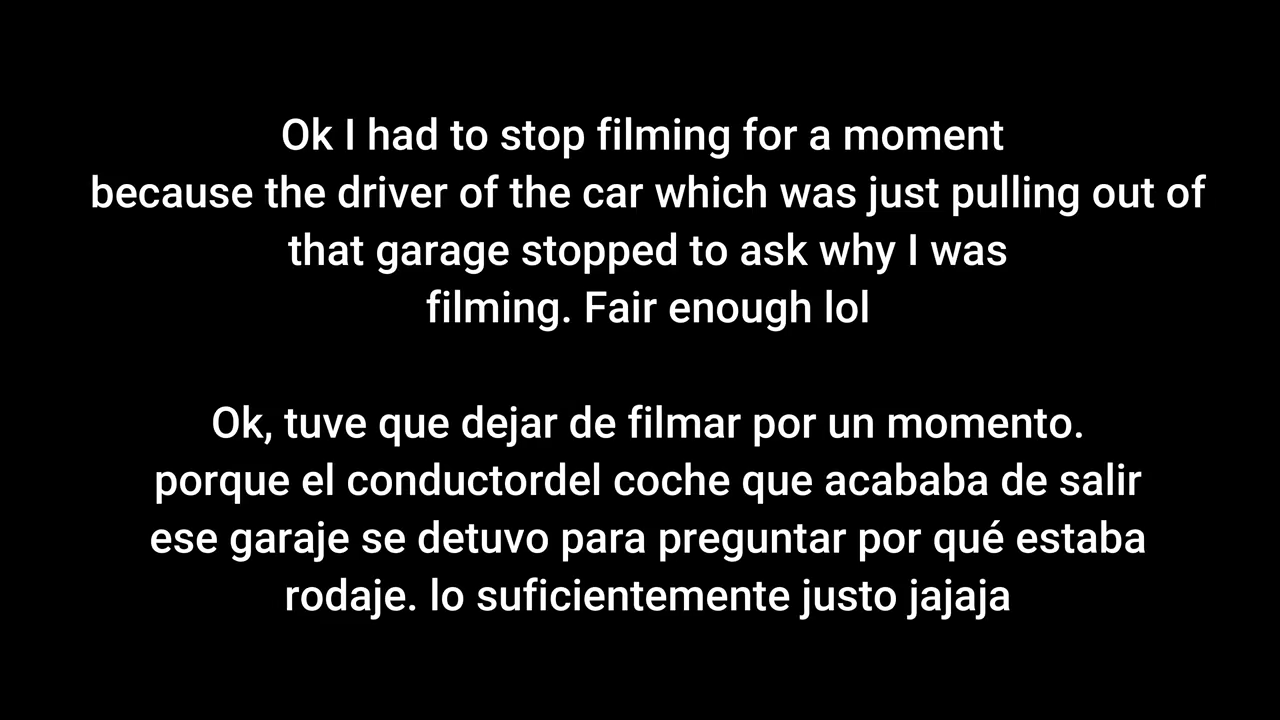 Ok I had to stop filming for a moment
because the driver of the car which was just pulling out of
that garage stopped to ask why I was
filming. Fair enough lol
Ok, tuve que dejar de filmar por un momento.
porque el conductordel coche que acababa de salir
ese garaje se detuvo para preguntar por qué estaba
rodaje. lo suficientemente justo jajaja